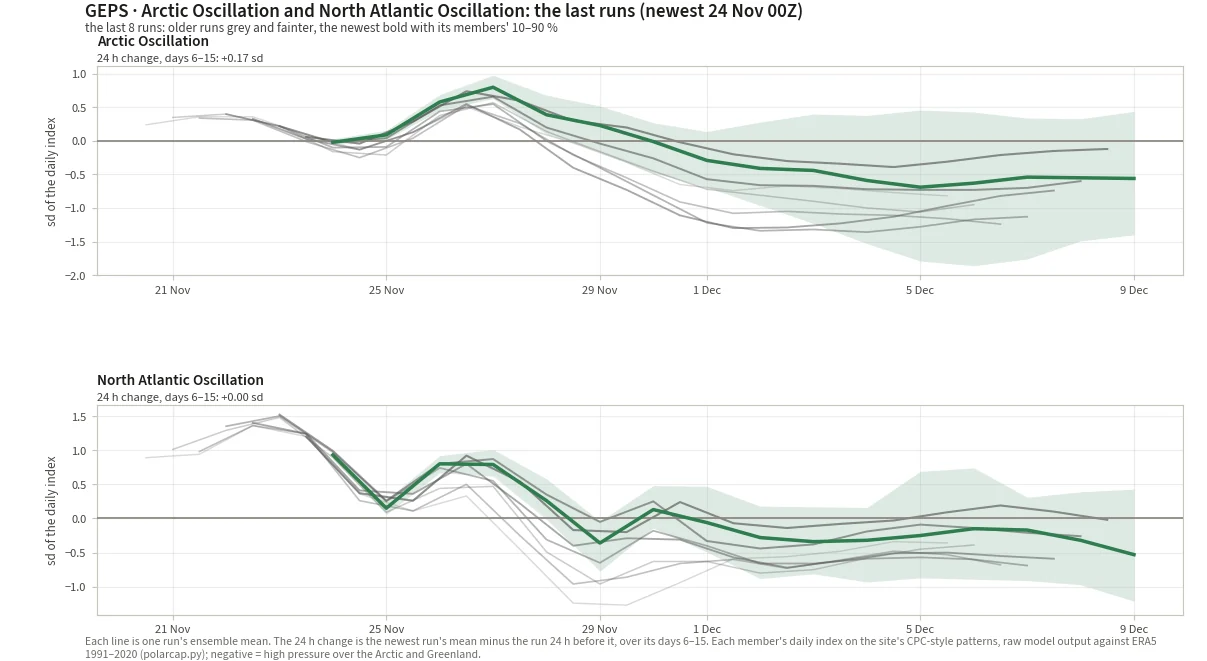 GEPS · Arctic Oscillation and North Atlantic Oscillation: the last runs (newest 24 Nov 00Z)
the last 8 runs: older runs grey and fainter, the newest bold with its members' 10–90 %
Arctic Oscillation
24 h change, days 6–15: +0.17 sd
sd of the daily index
1.0
0.5
0.0
−0.5
−1.0
−1.5
−2.0
21 Nov 25 Nov 29 Nov 1 Dec 5 Dec 9 Dec
North Atlantic Oscillation
24 h change, days 6–15: +0.00 sd
sd of the daily index
1.5
1.0
0.5
0.0
−0.5
−1.0
21 Nov 25 Nov 29 Nov 1 Dec 5 Dec 9 Dec
Each line is one run's ensemble mean. The 24 h change is the newest run's mean minus the run 24 h before it, over its days 6–15. Each member's daily index on the site's CPC-style patterns, raw model output against ERA5
1991–2020 (polarcap.py); negative = high pressure over the Arctic and Greenland.